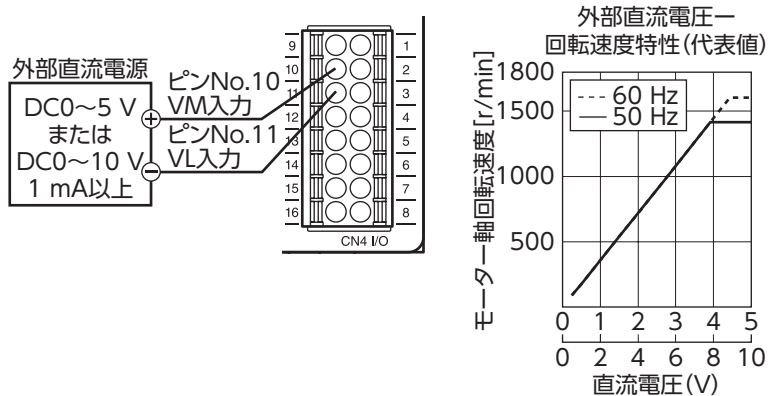 外部直流電源
DC0～5 V
または
DC0～10 V
1 mA以上
ピンNo.10
VM入力
ピンNo.11
VL入力
9
10
11
12
13
14
15
16
1
2
3
4
5
6
7
8
CN4 I/O
外部直流電圧ー
回転速度特性(代表値)
モーター軸回転速度[r/min]
1800
1500
1000
500
60 Hz
50 Hz
0 1 2 3 4 5
0 2 4 6 8 10
直流電圧(V)